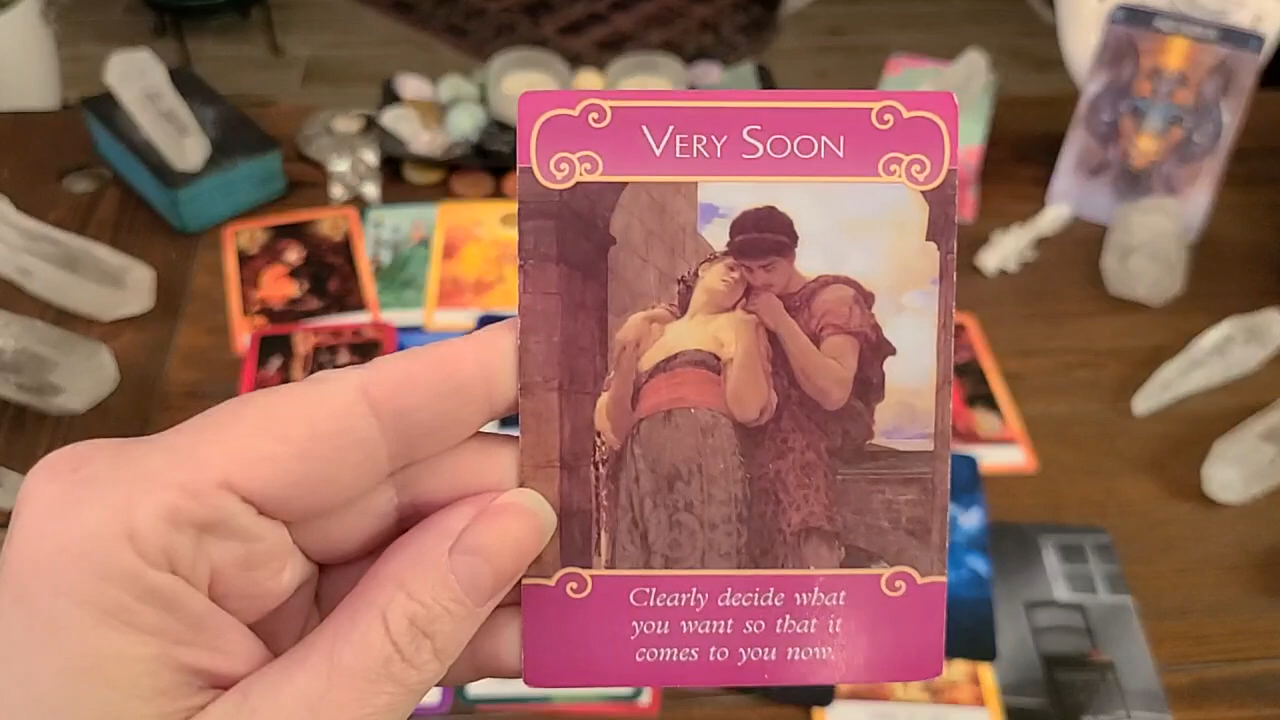 VERY SOON
Clearly decide what
you want so that it
comes to you now.